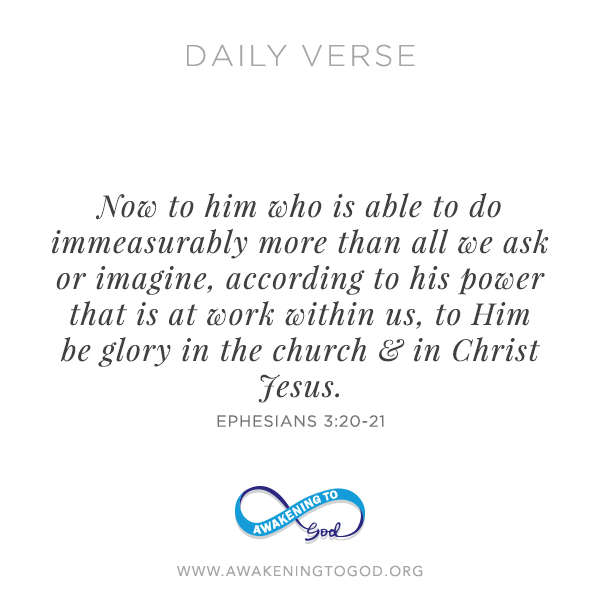 DAILY VERSE
Now to him who is able to do
immeasurably more than all we ask
or imagine, according to his power
that is at work within us, to Him
be glory in the church & in Christ
Jesus.
EPHESIANS 3:20-21
AWAKENING TO
God
WWW.AWAKENINGTOGOD.ORG